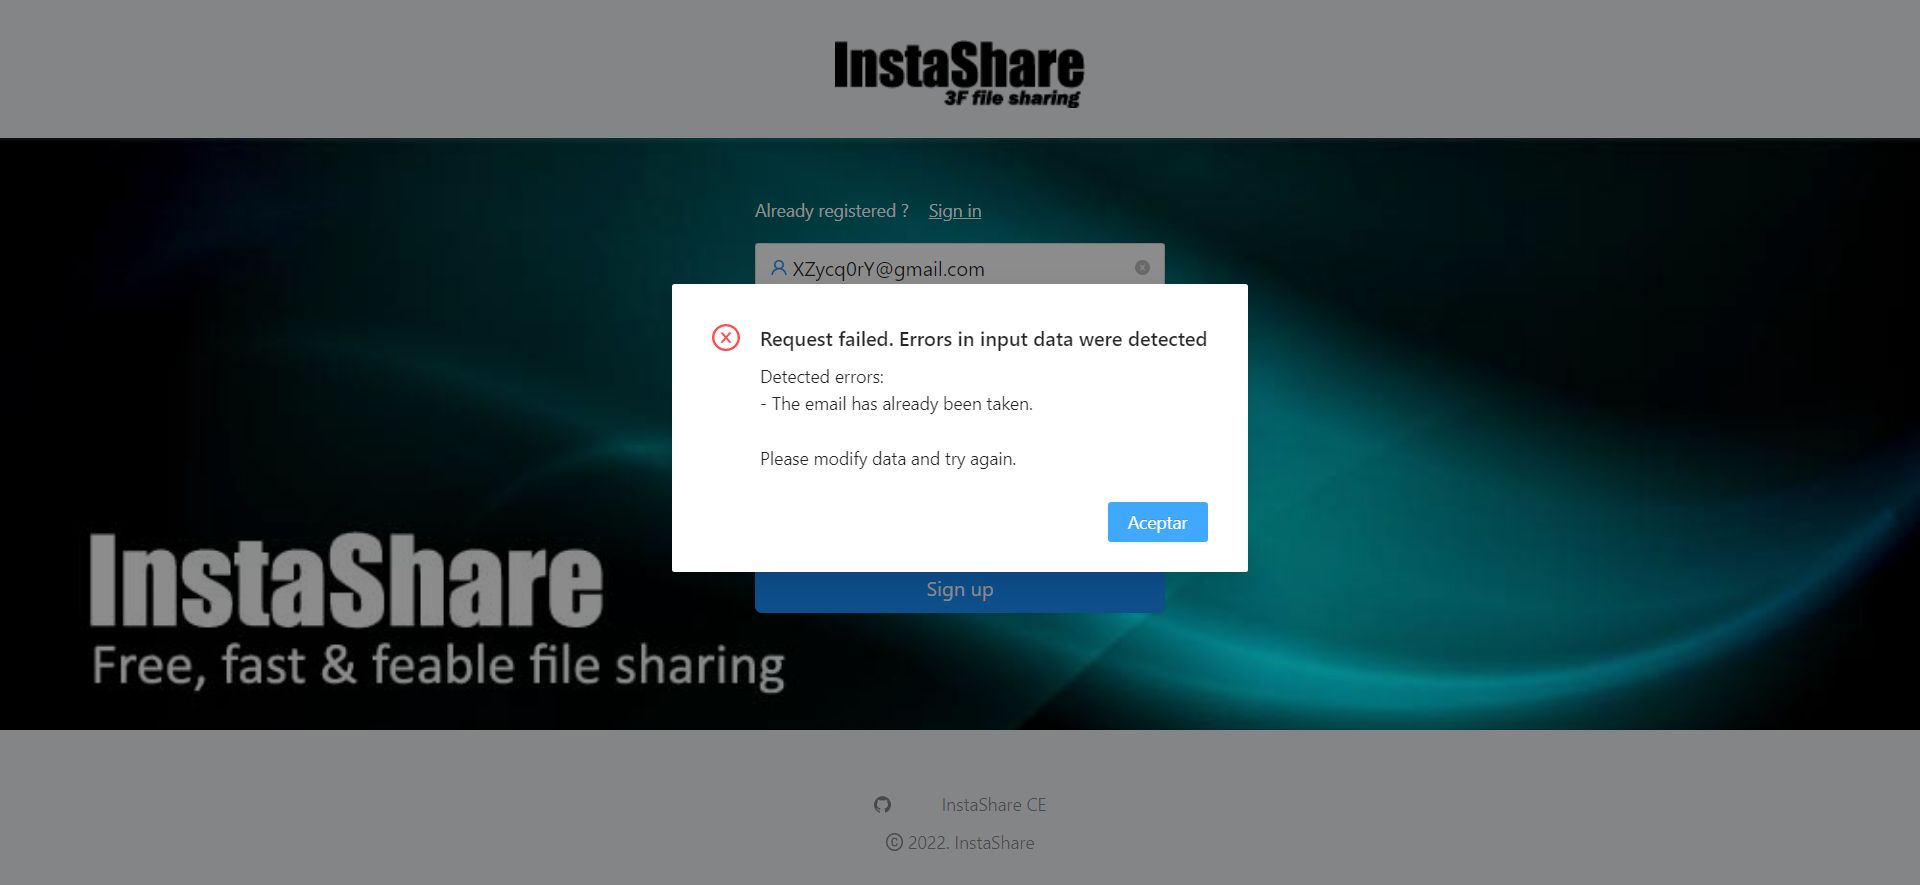 InstaShare
3F file sharing
Already registered ? Sign in
XZycq0rY@gmail.com
Request failed. Errors in input data were detected
Detected errors:
- The email has already been taken.
Please modify data and try again.
Aceptar
Sign up
InstaShare
Free, fast & feable file sharing
InstaShare CE
© 2022. InstaShare